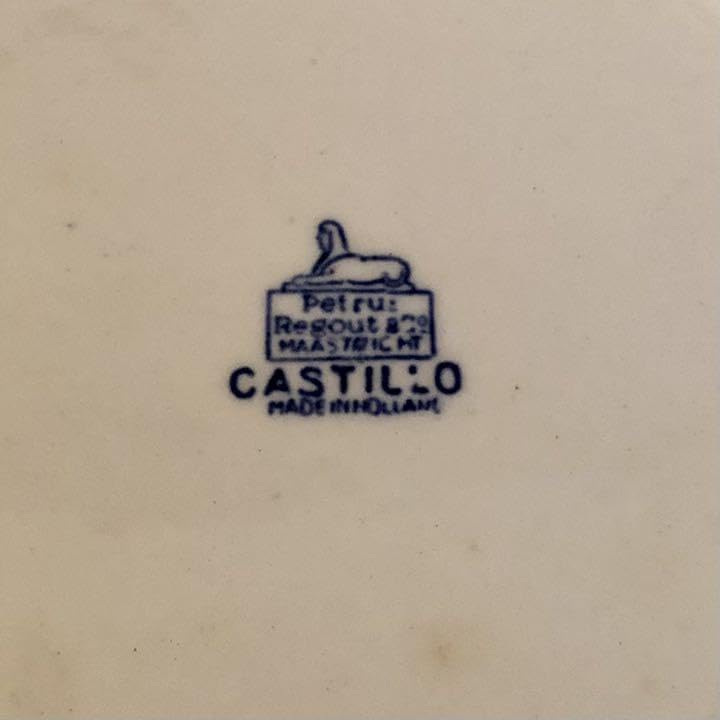 Petrus
Regout & Co
MAASTRICHT
CASTILLO
MADE IN HOLLAND